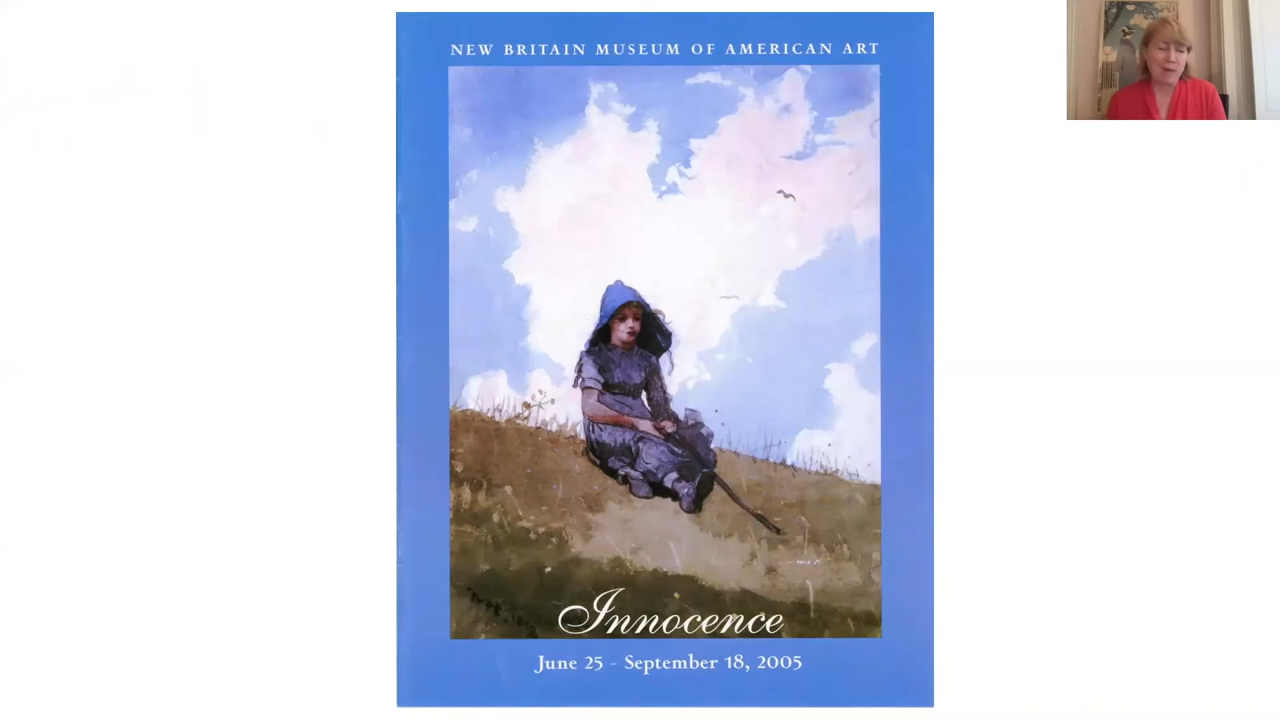 NEW BRITAIN MUSEUM OF AMERICAN ART
Innocence
June 25 - September 18, 2005